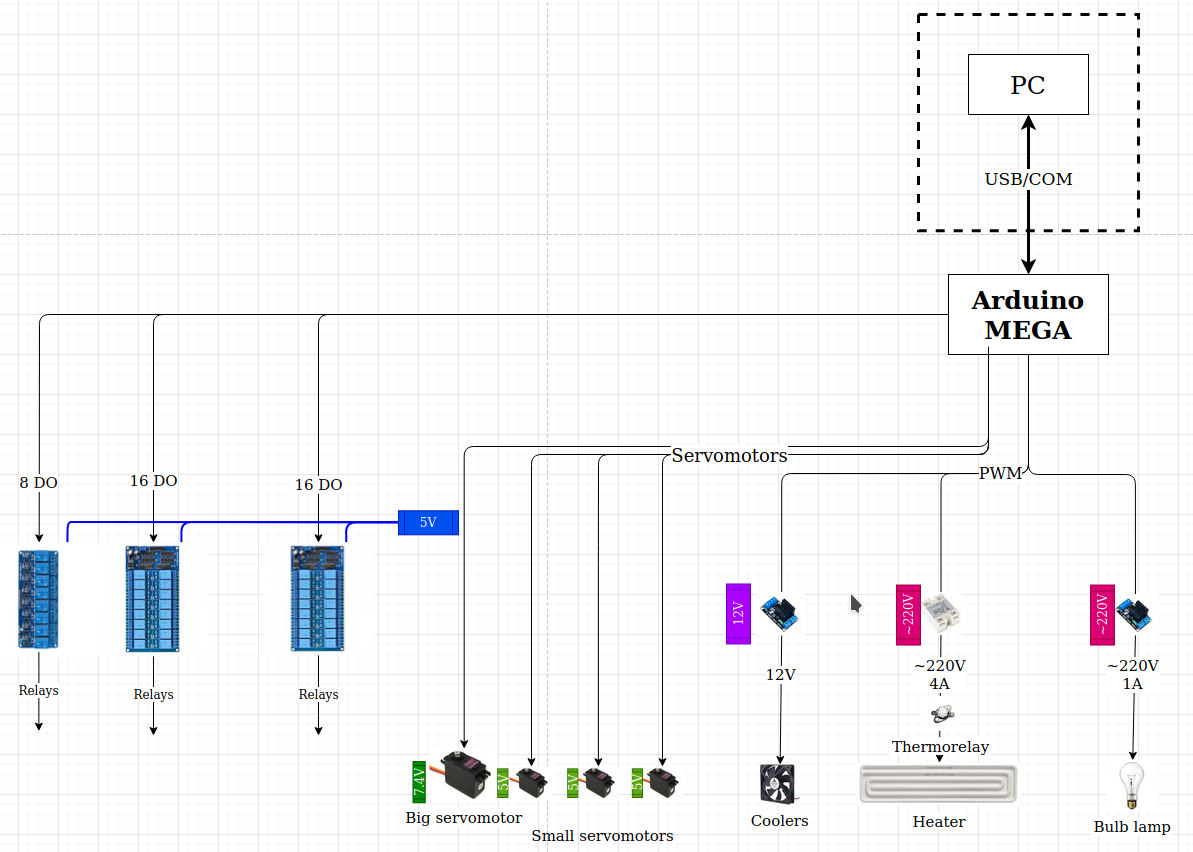 PC
USB/COM
Arduino
MEGA
Servomotors
PWM
8 DO
16 DO
16 DO
5V
12V
~220V
~220V
12V
~220V
4A
~220V
1A
Relays
Relays
Relays
Thermorelay
7.4V
5V
5V
5V
Big servomotor
Small servomotors
Coolers
Heater
Bulb lamp